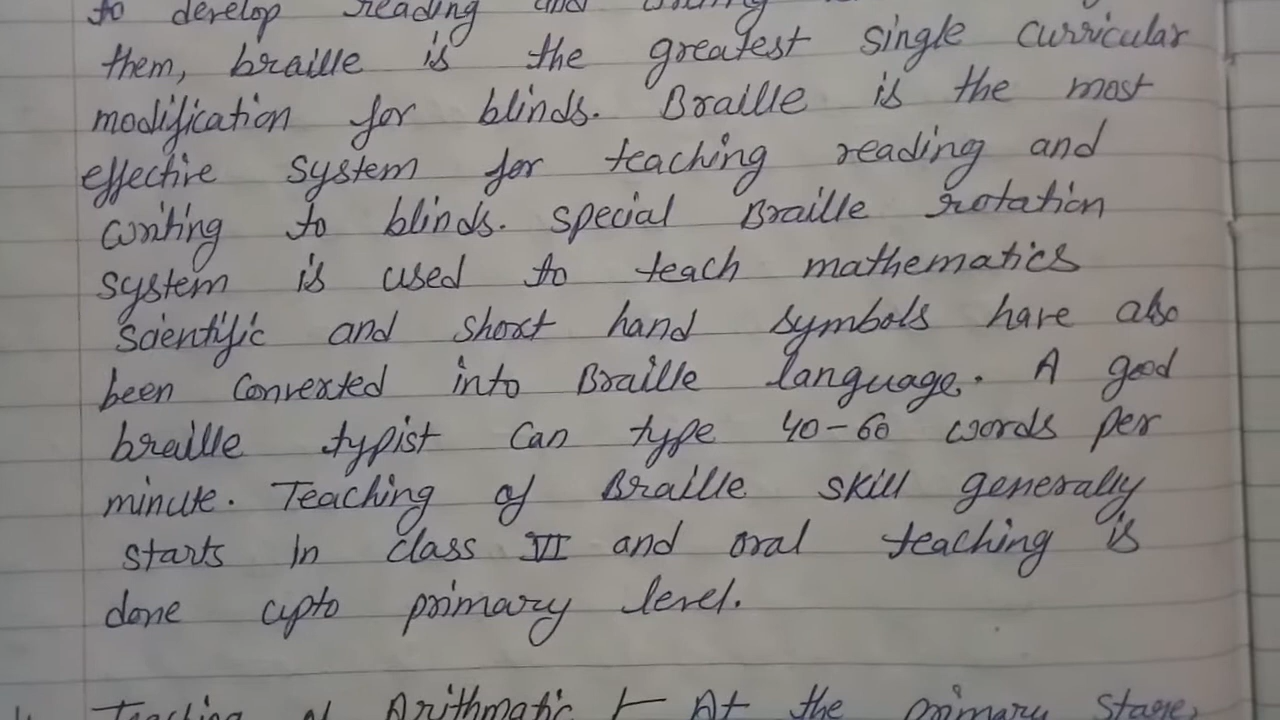 to develop reading and
them, braille is the greatest single curricular
modification for blinds. Braille is the most
effective system for teaching reading and
writing to blinds. special Braille rotation
system is used to teach mathematics
Scientific and short hand symbols have also
been converted into Braille language. A good
braille typist can type 40-60 words per
minute. Teaching of Braille skill generally
starts in class VI and oral teaching is
done upto primary level.
Teaching of Arithmatic :- At the primary stage,